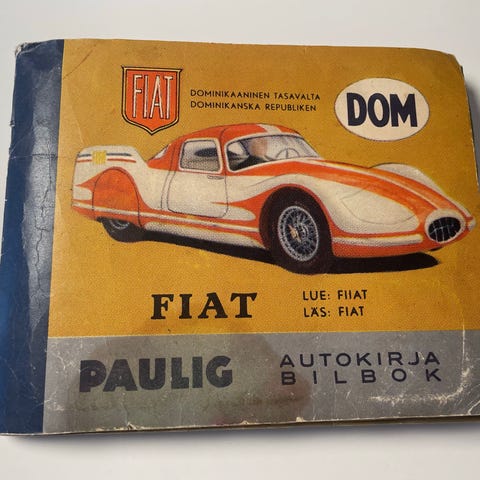 FIAT
DOMINIKAANINEN TASAVALTA
DOMINIKANSKA REPUBLIKEN
DOM
FIAT
LUE: FIIAT
LÄS: FIAT
PAULIG
AUTOKIRJA
BILBOK